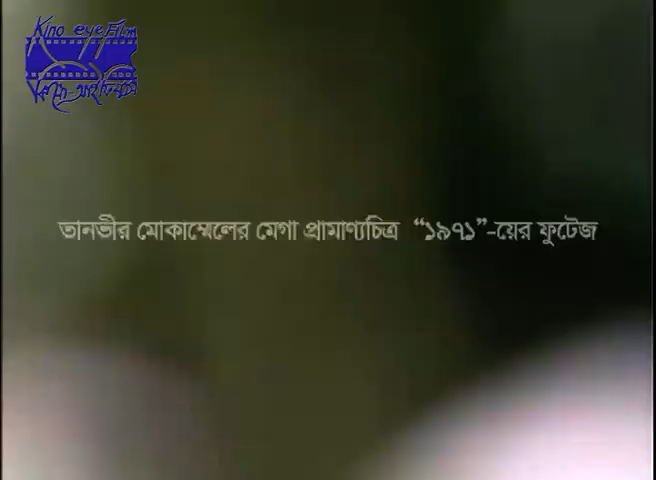 Kino eye Film
কিনো-আই ফিল্মস
তানভীর মোকাম্মেলের মেগা প্রামাণ্যচিত্র “১৯৭১”-য়ের ফুটেজ